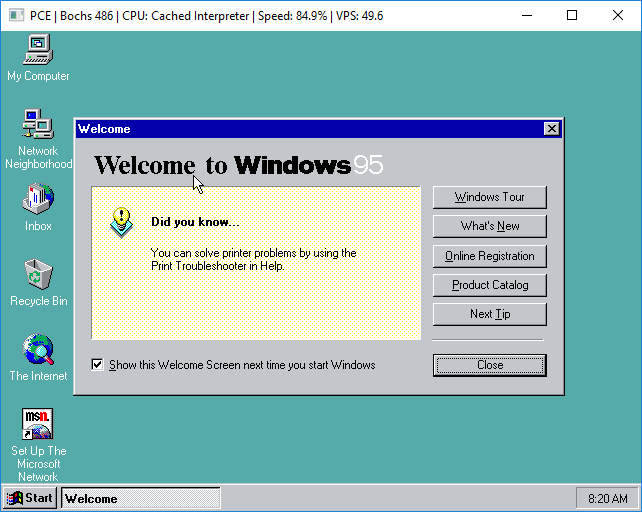 PCE | Bochs 486 | CPU: Cached Interpreter | Speed: 84.9% | VPS: 49.6
My Computer
Network
Neighborhood
Inbox
Recycle Bin
The Internet
msn.
Set Up The
Microsoft
Network
Welcome
Welcome to Windows95
Did you know...
You can solve printer problems by using the
Print Troubleshooter in Help.
Windows Tour
What's New
Online Registration
Product Catalog
Next Tip
Show this Welcome Screen next time you start Windows
Close
Start
Welcome
8:20 AM